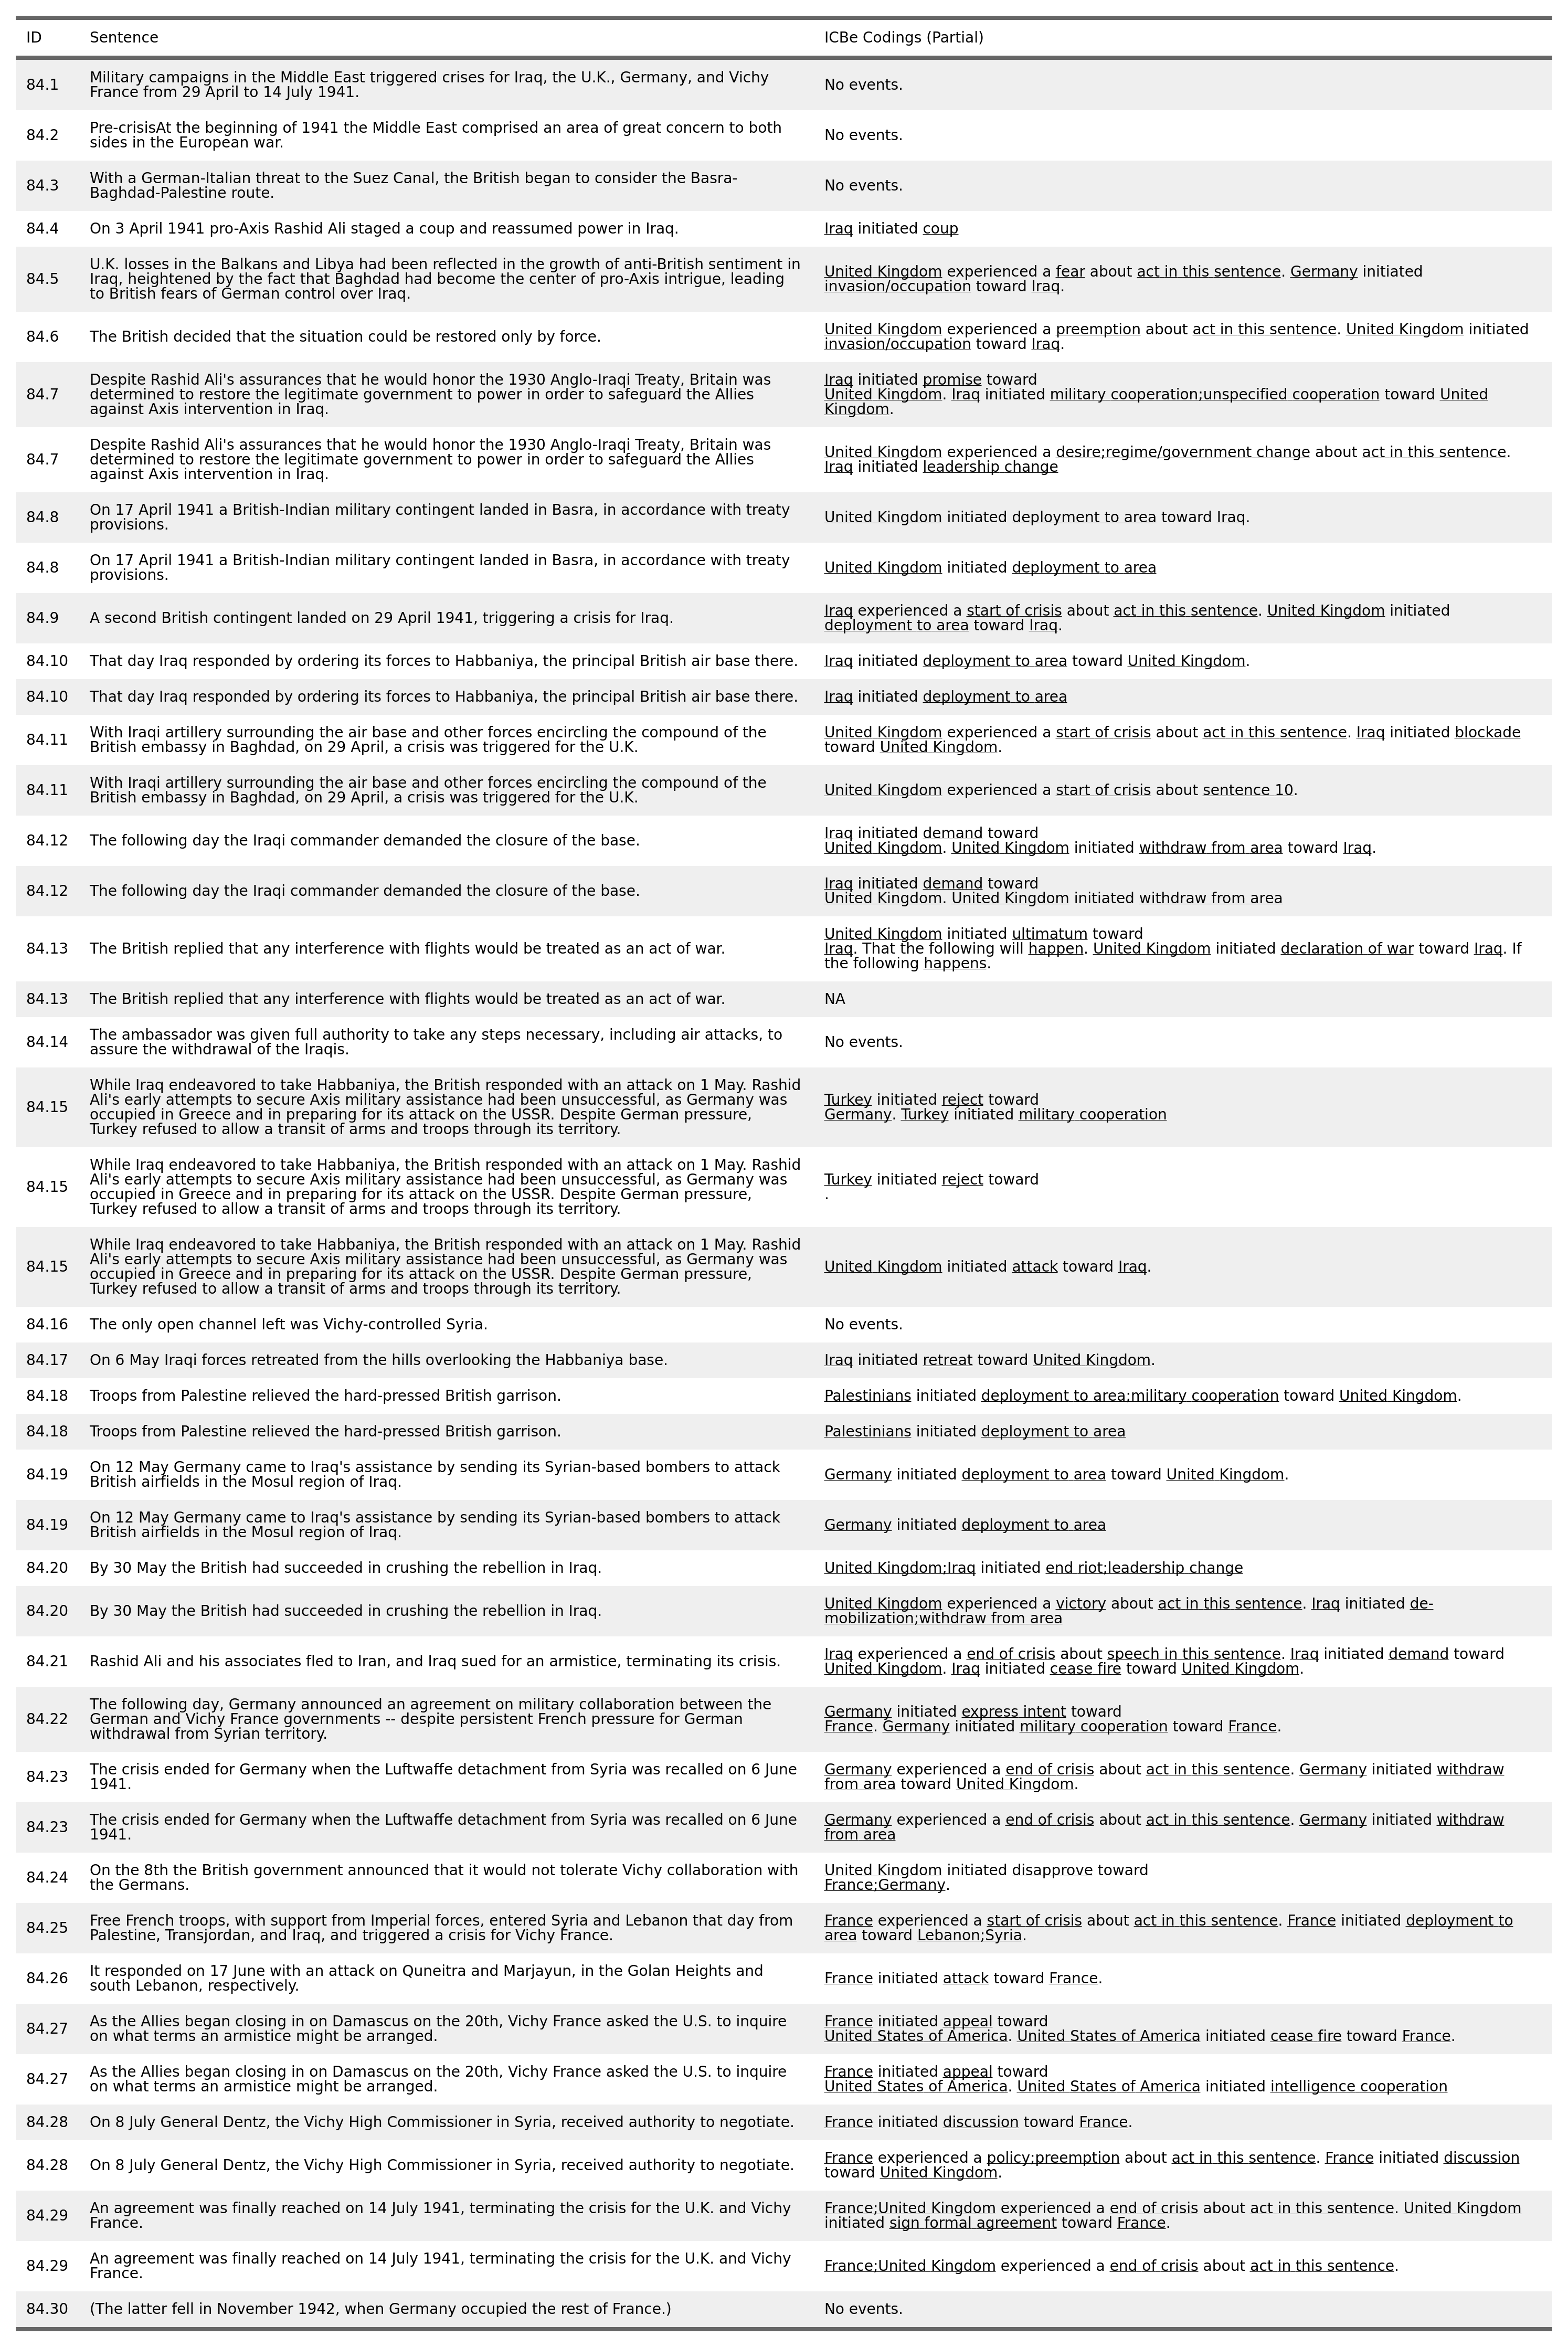 ID Sentence ICBe Codings (Partial)
84.1 Military campaigns in the Middle East triggered crises for Iraq, the U.K., Germany, and Vichy
France from 29 April to 14 July 1941. No events.
84.2 Pre-crisisAt the beginning of 1941 the Middle East comprised an area of great concern to both
sides in the European war. No events.
84.3 With a German-Italian threat to the Suez Canal, the British began to consider the Basra-
Baghdad-Palestine route. No events.
84.4 On 3 April 1941 pro-Axis Rashid Ali staged a coup and reassumed power in Iraq. Iraq initiated coup
84.5 U.K. losses in the Balkans and Libya had been reflected in the growth of anti-British sentiment in
Iraq, heightened by the fact that Baghdad had become the center of pro-Axis intrigue, leading
to British fears of German control over Iraq.
United Kingdom experienced a fear about act in this sentence. Germany initiated
invasion/occupation toward Iraq.
84.6 The British decided that the situation could be restored only by force.
United Kingdom experienced a preemption about act in this sentence. United Kingdom initiated
invasion/occupation toward Iraq.
84.7 Despite Rashid Ali's assurances that he would honor the 1930 Anglo-Iraqi Treaty, Britain was
determined to restore the legitimate government to power in order to safeguard the Allies
against Axis intervention in Iraq.
Iraq initiated promise toward
United Kingdom. Iraq initiated military cooperation;unspecified cooperation toward United
Kingdom.
84.7 Despite Rashid Ali's assurances that he would honor the 1930 Anglo-Iraqi Treaty, Britain was
determined to restore the legitimate government to power in order to safeguard the Allies
against Axis intervention in Iraq.
United Kingdom experienced a desire;regime/government change about act in this sentence.
Iraq initiated leadership change
84.8 On 17 April 1941 a British-Indian military contingent landed in Basra, in accordance with treaty
provisions.
United Kingdom initiated deployment to area toward Iraq.
84.8 On 17 April 1941 a British-Indian military contingent landed in Basra, in accordance with treaty
provisions.
United Kingdom initiated deployment to area
84.9 A second British contingent landed on 29 April 1941, triggering a crisis for Iraq.
Iraq experienced a start of crisis about act in this sentence. United Kingdom initiated
deployment to area toward Iraq.
84.10 That day Iraq responded by ordering its forces to Habbaniya, the principal British air base there. Iraq initiated deployment to area toward United Kingdom.
84.10 That day Iraq responded by ordering its forces to Habbaniya, the principal British air base there. Iraq initiated deployment to area
84.11 With Iraqi artillery surrounding the air base and other forces encircling the compound of the
British embassy in Baghdad, on 29 April, a crisis was triggered for the U.K.
United Kingdom experienced a start of crisis about act in this sentence. Iraq initiated blockade
toward United Kingdom.
84.11 With Iraqi artillery surrounding the air base and other forces encircling the compound of the
British embassy in Baghdad, on 29 April, a crisis was triggered for the U.K.
United Kingdom experienced a start of crisis about sentence 10.
84.12 The following day the Iraqi commander demanded the closure of the base.
Iraq initiated demand toward
United Kingdom. United Kingdom initiated withdraw from area toward Iraq.
84.12 The following day the Iraqi commander demanded the closure of the base.
Iraq initiated demand toward
United Kingdom. United Kingdom initiated withdraw from area
84.13 The British replied that any interference with flights would be treated as an act of war.
United Kingdom initiated ultimatum toward
Iraq. That the following will happen. United Kingdom initiated declaration of war toward Iraq. If
the following happens.
84.13 The British replied that any interference with flights would be treated as an act of war. NA
84.14 The ambassador was given full authority to take any steps necessary, including air attacks, to
assure the withdrawal of the Iraqis. No events.
84.15 While Iraq endeavored to take Habbaniya, the British responded with an attack on 1 May. Rashid
Ali's early attempts to secure Axis military assistance had been unsuccessful, as Germany was
occupied in Greece and in preparing for its attack on the USSR. Despite German pressure,
Turkey refused to allow a transit of arms and troops through its territory.
Turkey initiated reject toward
Germany. Turkey initiated military cooperation
84.15 While Iraq endeavored to take Habbaniya, the British responded with an attack on 1 May. Rashid
Ali's early attempts to secure Axis military assistance had been unsuccessful, as Germany was
occupied in Greece and in preparing for its attack on the USSR. Despite German pressure,
Turkey refused to allow a transit of arms and troops through its territory.
Turkey initiated reject toward
.
84.15 While Iraq endeavored to take Habbaniya, the British responded with an attack on 1 May. Rashid
Ali's early attempts to secure Axis military assistance had been unsuccessful, as Germany was
occupied in Greece and in preparing for its attack on the USSR. Despite German pressure,
Turkey refused to allow a transit of arms and troops through its territory.
United Kingdom initiated attack toward Iraq.
84.16 The only open channel left was Vichy-controlled Syria. No events.
84.17 On 6 May Iraqi forces retreated from the hills overlooking the Habbaniya base. Iraq initiated retreat toward United Kingdom.
84.18 Troops from Palestine relieved the hard-pressed British garrison. Palestinians initiated deployment to area;military cooperation toward United Kingdom.
84.18 Troops from Palestine relieved the hard-pressed British garrison. Palestinians initiated deployment to area
84.19 On 12 May Germany came to Iraq's assistance by sending its Syrian-based bombers to attack
British airfields in the Mosul region of Iraq.
Germany initiated deployment to area toward United Kingdom.
84.19 On 12 May Germany came to Iraq's assistance by sending its Syrian-based bombers to attack
British airfields in the Mosul region of Iraq.
Germany initiated deployment to area
84.20 By 30 May the British had succeeded in crushing the rebellion in Iraq. United Kingdom;Iraq initiated end riot;leadership change
84.20 By 30 May the British had succeeded in crushing the rebellion in Iraq.
United Kingdom experienced a victory about act in this sentence. Iraq initiated de-
mobilization;withdraw from area
84.21 Rashid Ali and his associates fled to Iran, and Iraq sued for an armistice, terminating its crisis.
Iraq experienced a end of crisis about speech in this sentence. Iraq initiated demand toward
United Kingdom. Iraq initiated cease fire toward United Kingdom.
84.22 The following day, Germany announced an agreement on military collaboration between the
German and Vichy France governments -- despite persistent French pressure for German
withdrawal from Syrian territory.
Germany initiated express intent toward
France. Germany initiated military cooperation toward France.
84.23 The crisis ended for Germany when the Luftwaffe detachment from Syria was recalled on 6 June
1941.
Germany experienced a end of crisis about act in this sentence. Germany initiated withdraw
from area toward United Kingdom.
84.23 The crisis ended for Germany when the Luftwaffe detachment from Syria was recalled on 6 June
1941.
Germany experienced a end of crisis about act in this sentence. Germany initiated withdraw
from area
84.24 On the 8th the British government announced that it would not tolerate Vichy collaboration with
the Germans.
United Kingdom initiated disapprove toward
France;Germany.
84.25 Free French troops, with support from Imperial forces, entered Syria and Lebanon that day from
Palestine, Transjordan, and Iraq, and triggered a crisis for Vichy France.
France experienced a start of crisis about act in this sentence. France initiated deployment to
area toward Lebanon;Syria.
84.26 It responded on 17 June with an attack on Quneitra and Marjayun, in the Golan Heights and
south Lebanon, respectively.
France initiated attack toward France.
84.27 As the Allies began closing in on Damascus on the 20th, Vichy France asked the U.S. to inquire
on what terms an armistice might be arranged.
France initiated appeal toward
United States of America. United States of America initiated cease fire toward France.
84.27 As the Allies began closing in on Damascus on the 20th, Vichy France asked the U.S. to inquire
on what terms an armistice might be arranged.
France initiated appeal toward
United States of America. United States of America initiated intelligence cooperation
84.28 On 8 July General Dentz, the Vichy High Commissioner in Syria, received authority to negotiate. France initiated discussion toward France.
84.28 On 8 July General Dentz, the Vichy High Commissioner in Syria, received authority to negotiate.
France experienced a policy;preemption about act in this sentence. France initiated discussion
toward United Kingdom.
84.29 An agreement was finally reached on 14 July 1941, terminating the crisis for the U.K. and Vichy
France.
France;United Kingdom experienced a end of crisis about act in this sentence. United Kingdom
initiated sign formal agreement toward France.
84.29 An agreement was finally reached on 14 July 1941, terminating the crisis for the U.K. and Vichy
France.
France;United Kingdom experienced a end of crisis about act in this sentence.
84.30 (The latter fell in November 1942, when Germany occupied the rest of France.) No events.